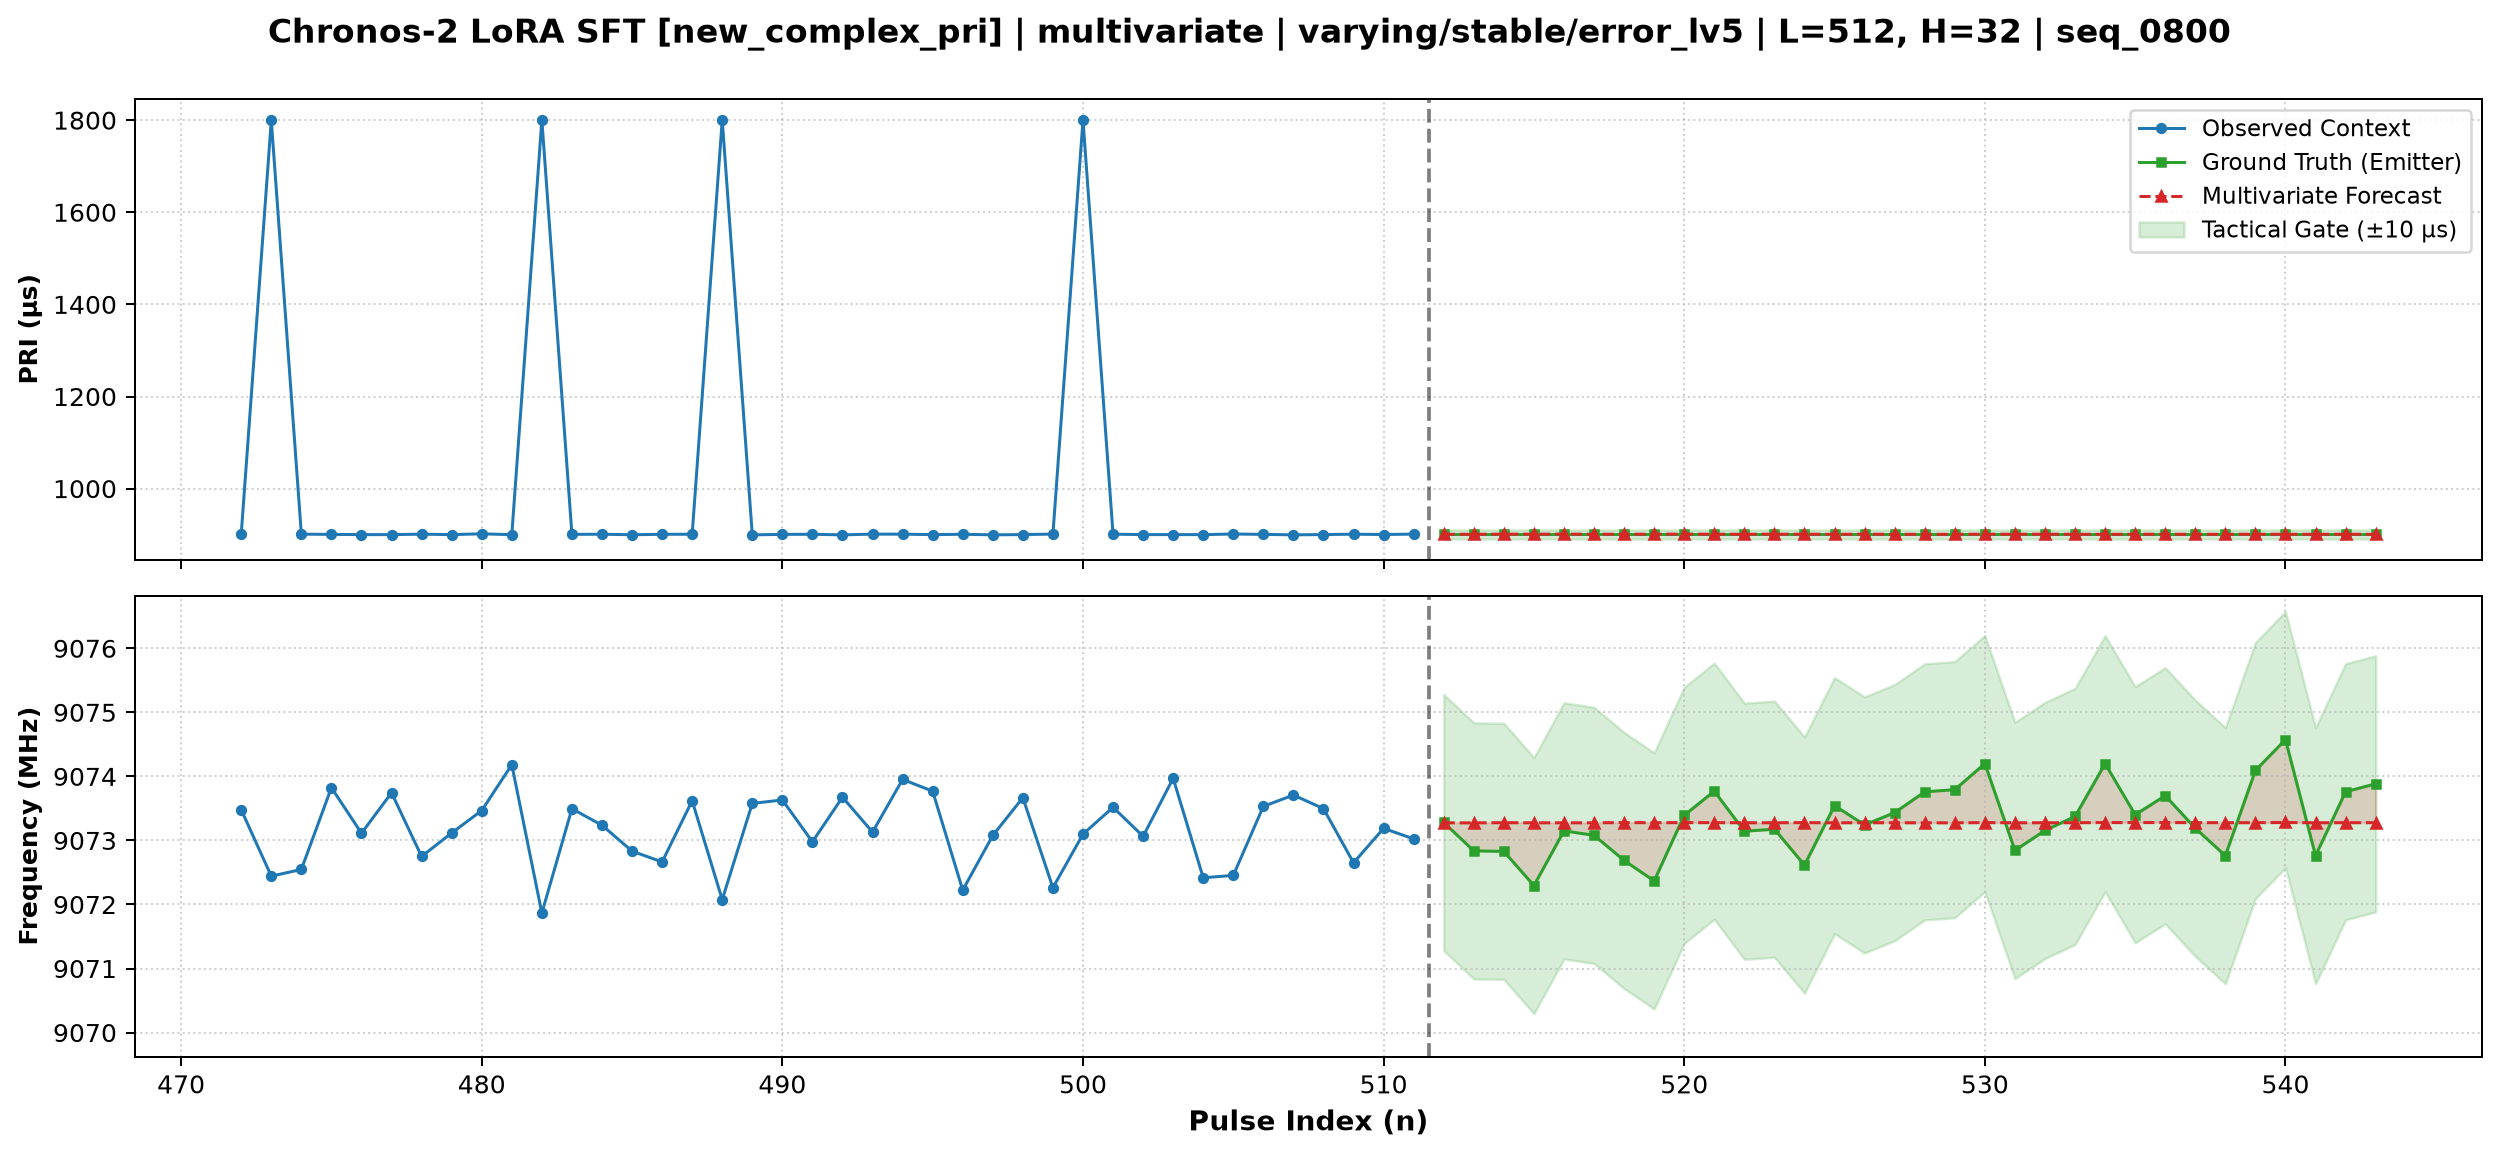 Chronos-2 LoRA SFT [new_complex_pri] | multivariate | varying/stable/error_lv5 | L=512, H=32 | seq_0800
PRI (µs)
1800
1600
1400
1200
1000
Observed Context
Ground Truth (Emitter)
Multivariate Forecast
Tactical Gate (±10 µs)
Frequency (MHz)
9076
9075
9074
9073
9072
9071
9070
470 480 490 500 510 520 530 540
Pulse Index (n)